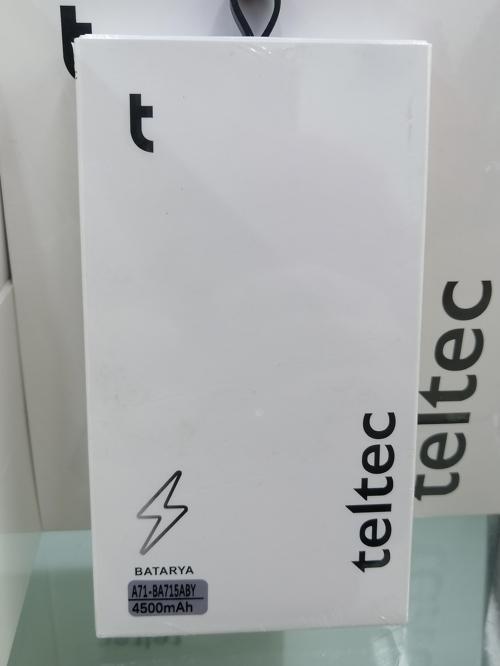 t
t
teltec
teltec
BATARYA
A71-BA715ABY
4500mAh